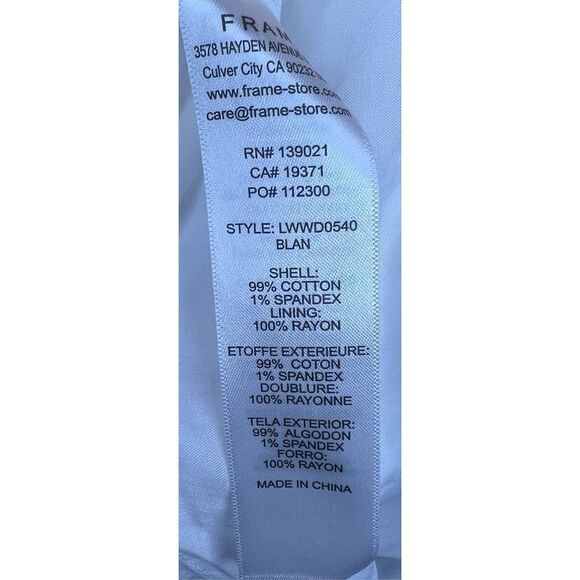 FRAM
3578 HAYDEN AVENUE
Culver City CA 90232
www.frame-store.com
care@frame-store.com
RN# 139021
CA# 19371
PO# 112300
STYLE: LWWD0540
BLAN
SHELL:
99% COTTON
1% SPANDEX
LINING:
100% RAYON
ETOFFE EXTERIEURE:
99% COTON
1% SPANDEX
DOUBLURE:
100% RAYONNE
TELA EXTERIOR:
99% ALGODON
1% SPANDEX
FORRO:
100% RAYON
MADE IN CHINA